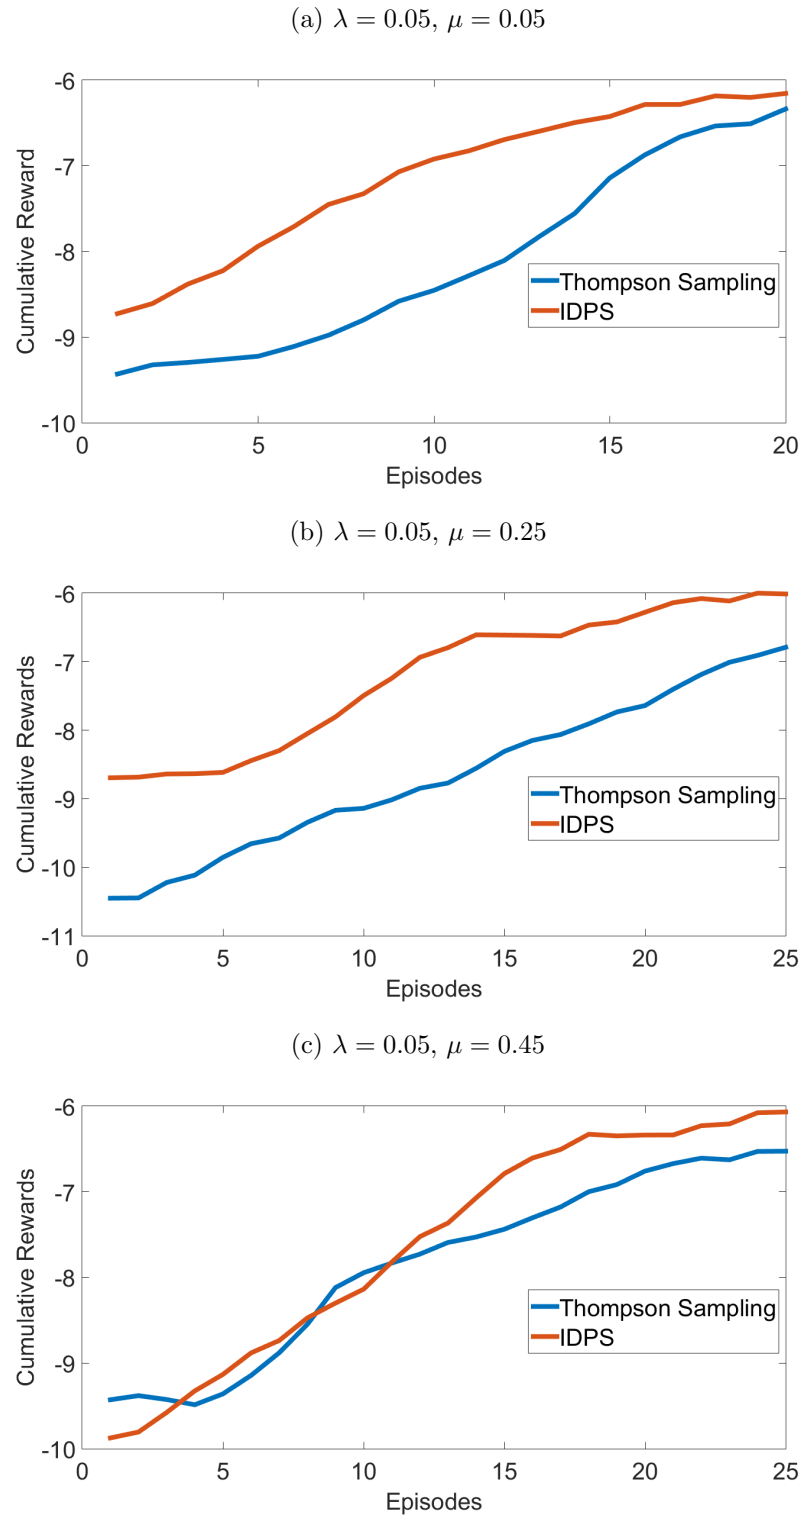 (a) λ = 0.05, μ = 0.05
-6
-7
-8
-9
-10
Cumulative Reward
Thompson Sampling
IDPS
0 5 10 15 20
Episodes
(b) λ = 0.05, μ = 0.25
-6
-7
-8
-9
-10
-11
Cumulative Rewards
Thompson Sampling
IDPS
0 5 10 15 20 25
Episodes
(c) λ = 0.05, μ = 0.45
-6
-7
-8
-9
-10
Cumulative Rewards
Thompson Sampling
IDPS
0 5 10 15 20 25
Episodes